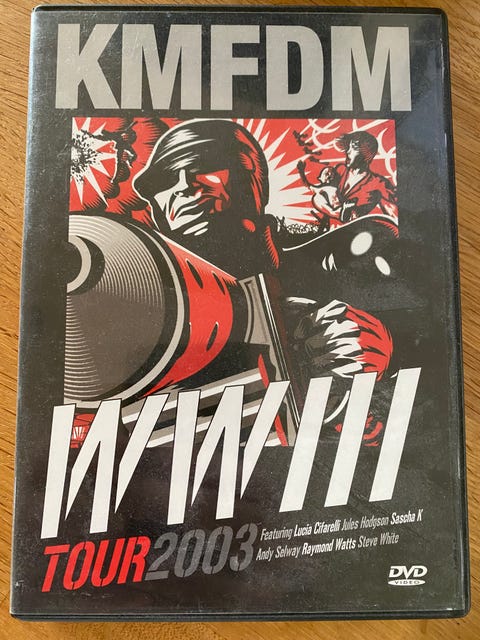 KMFDM
WWIII
TOUR2003
Featuring Lucia Cifarelli Jules Hodgson Sascha K
Andy Selway Raymond Watts Steve White
DVD
VIDEO